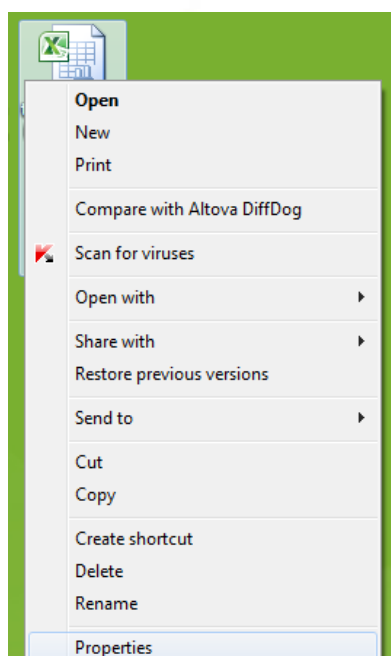 Open
New
Print
Compare with Altova DiffDog
Scan for viruses
Open with
Share with
Restore previous versions
Send to
Cut
Copy
Create shortcut
Delete
Rename
Properties